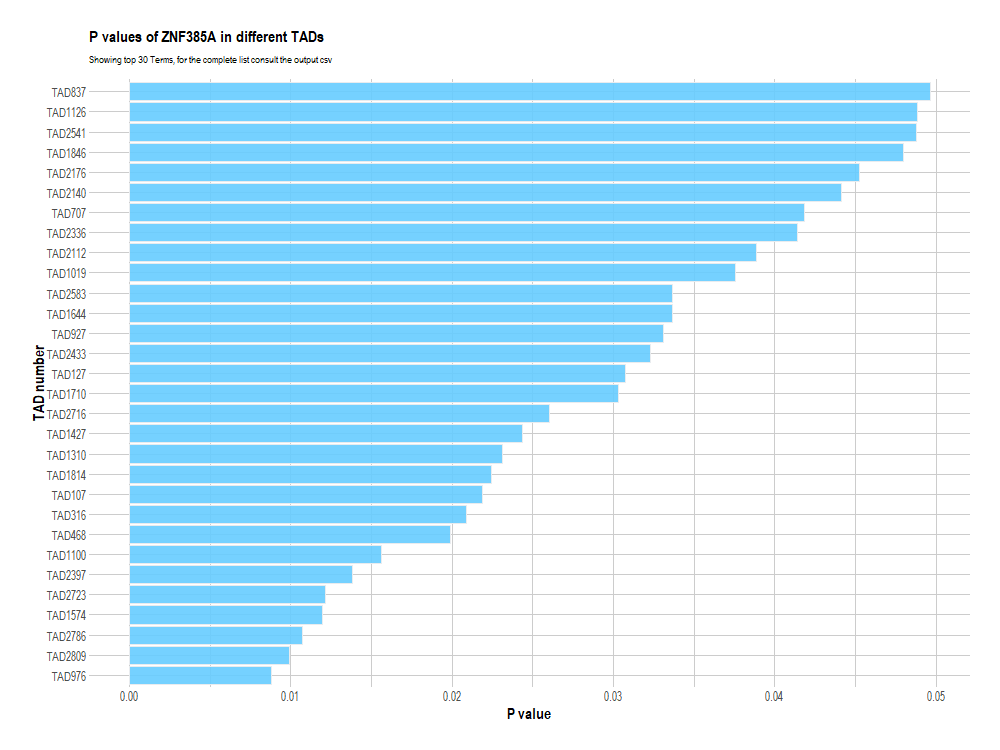 P values of ZNF385A in different TADs
Showing top 30 Terms, for the complete list consult the output csv
TAD837
TAD1126
TAD2541
TAD1846
TAD2176
TAD2140
TAD707
TAD2336
TAD2112
TAD1019
TAD2583
TAD1644
TAD927
TAD2433
TAD127
TAD1710
TAD2716
TAD1427
TAD1310
TAD1814
TAD107
TAD316
TAD468
TAD1100
TAD2397
TAD2723
TAD1574
TAD2786
TAD2809
TAD976
TAD number
0.00 0.01 0.02 0.03 0.04 0.05
P value